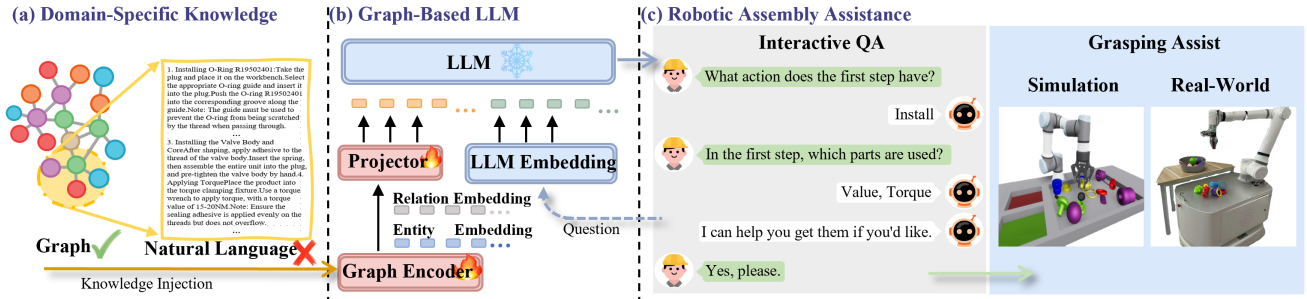 (a) Domain-Specific Knowledge
1. Installing O-Ring R19502401:Take the
plug and place it on the workbench.Select
the appropriate O-ring guide and insert it
into the plug.Push the O-ring R19502401
into the corresponding groove along the
guide.Note: The guide must be used to
prevent the O-ring from being scratched
by the thread when passing through.
...
3. Installing the Valve Body and
CoreAfter shaping, apply adhesive to the
thread of the valve body.Insert the spring,
then assemble the entire unit into the plug,
and pre-tighten the valve body by hand.4.
Applying TorquePlace the product into
the torque clamping fixture.Use a torque
wrench to apply torque, with a torque
value of 15-20NM.Note: Ensure the
sealing adhesive is applied evenly on the
threads but does not overflow.
...
Graph
Natural Language
Knowledge Injection
(b) Graph-Based LLM
LLM
...
...
Projector
LLM Embedding
Relation Embedding
...
Entity Embedding
...
Graph Encoder
Question
(c) Robotic Assembly Assistance
Interactive QA
What action does the first step have?
Install
In the first step, which parts are used?
Value, Torque
I can help you get them if you'd like.
Yes, please.
Grasping Assist
Simulation
Real-World